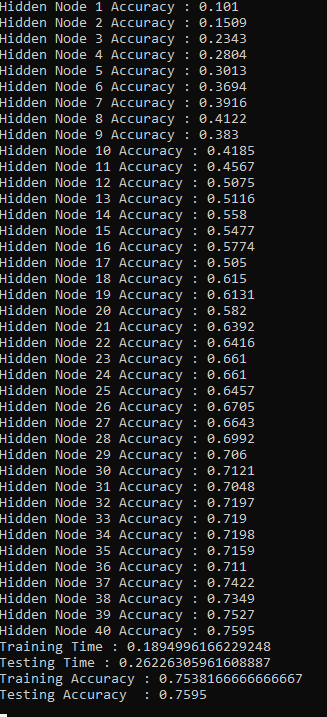 Hidden Node 1 Accuracy : 0.101
Hidden Node 2 Accuracy : 0.1509
Hidden Node 3 Accuracy : 0.2343
Hidden Node 4 Accuracy : 0.2804
Hidden Node 5 Accuracy : 0.3013
Hidden Node 6 Accuracy : 0.3694
Hidden Node 7 Accuracy : 0.3916
Hidden Node 8 Accuracy : 0.4122
Hidden Node 9 Accuracy : 0.383
Hidden Node 10 Accuracy : 0.4185
Hidden Node 11 Accuracy : 0.4567
Hidden Node 12 Accuracy : 0.5075
Hidden Node 13 Accuracy : 0.5116
Hidden Node 14 Accuracy : 0.558
Hidden Node 15 Accuracy : 0.5477
Hidden Node 16 Accuracy : 0.5774
Hidden Node 17 Accuracy : 0.505
Hidden Node 18 Accuracy : 0.615
Hidden Node 19 Accuracy : 0.6131
Hidden Node 20 Accuracy : 0.582
Hidden Node 21 Accuracy : 0.6392
Hidden Node 22 Accuracy : 0.6416
Hidden Node 23 Accuracy : 0.661
Hidden Node 24 Accuracy : 0.661
Hidden Node 25 Accuracy : 0.6457
Hidden Node 26 Accuracy : 0.6705
Hidden Node 27 Accuracy : 0.6643
Hidden Node 28 Accuracy : 0.6992
Hidden Node 29 Accuracy : 0.706
Hidden Node 30 Accuracy : 0.7121
Hidden Node 31 Accuracy : 0.7048
Hidden Node 32 Accuracy : 0.7197
Hidden Node 33 Accuracy : 0.719
Hidden Node 34 Accuracy : 0.7198
Hidden Node 35 Accuracy : 0.7159
Hidden Node 36 Accuracy : 0.711
Hidden Node 37 Accuracy : 0.7422
Hidden Node 38 Accuracy : 0.7349
Hidden Node 39 Accuracy : 0.7527
Hidden Node 40 Accuracy : 0.7595
Training Time : 0.1894996166229248
Testing Time : 0.26226305961608887
Training Accuracy : 0.7538166666666667
Testing Accuracy  : 0.7595